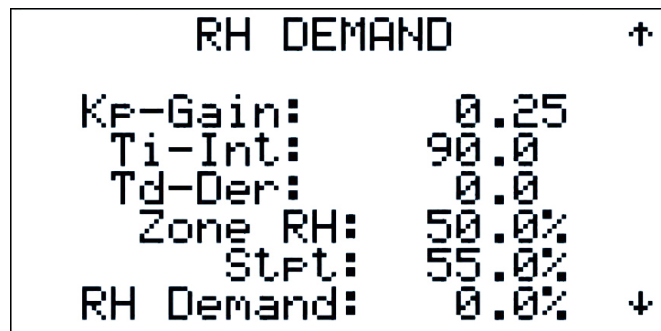 RH DEMAND ↑
Kp-Gain: 0.25
Ti-Int: 90.0
Td-Der: 0.0
Zone RH: 50.0%
Stpt: 55.0%
RH Demand: 0.0% ↓